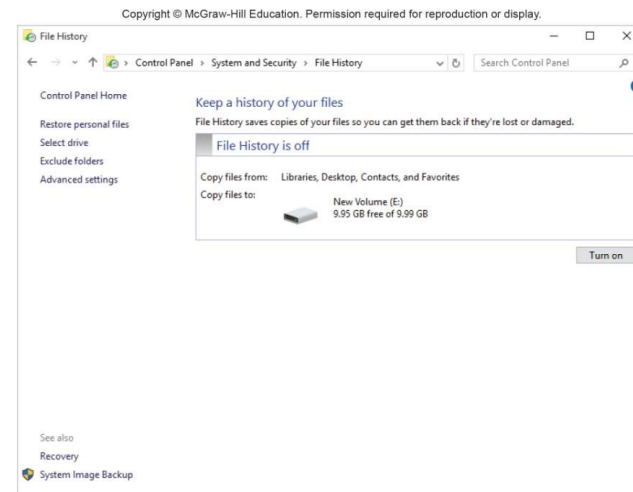 Copyright © McGraw-Hill Education. Permission required for reproduction or display.
File History
Control Panel > System and Security > File History
Search Control Panel
Control Panel Home
Restore personal files
Select drive
Exclude folders
Advanced settings
Keep a history of your files
File History saves copies of your files so you can get them back if they're lost or damaged.
File History is off
Copy files from: Libraries, Desktop, Contacts, and Favorites
Copy files to:
New Volume (E:)
9.95 GB free of 9.99 GB
Turn on
See also
Recovery
System Image Backup